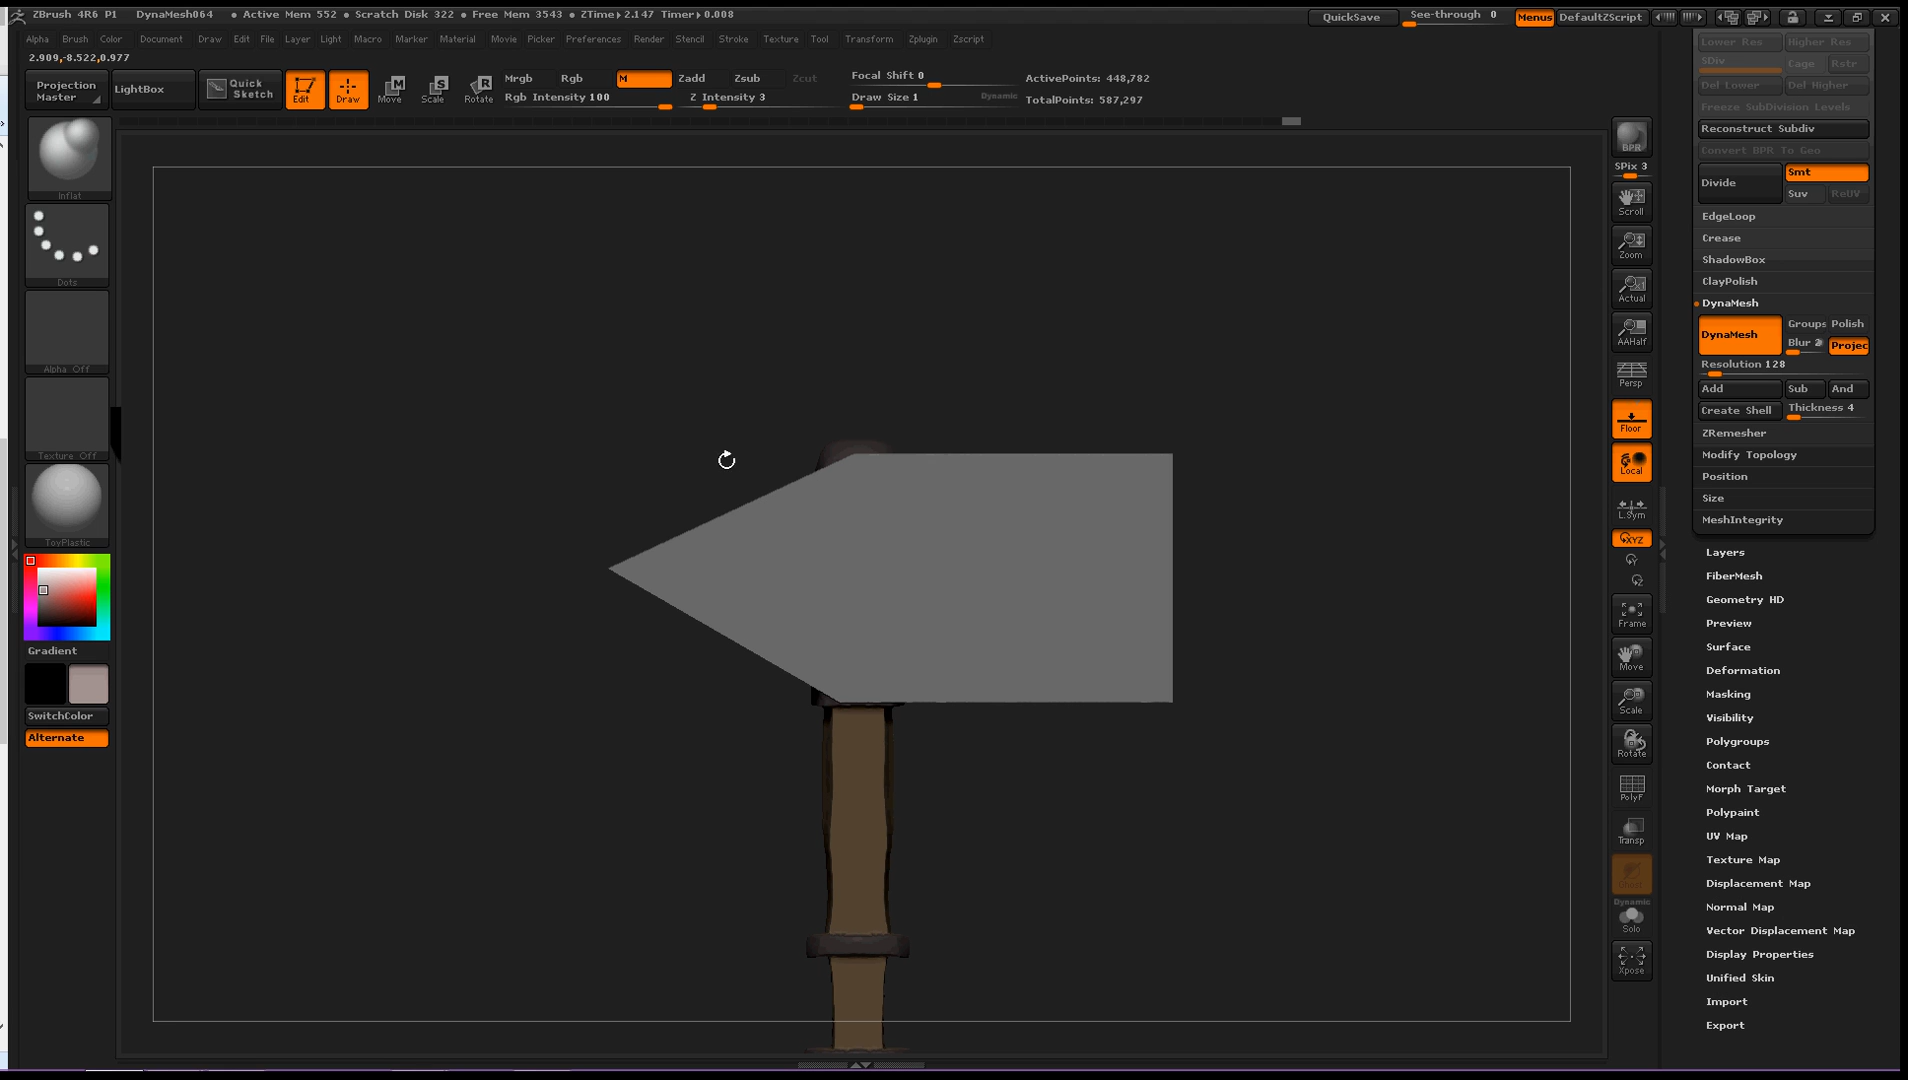 ZBrush 4R6 P1 DynaMesh064 • Active Mem 552 • Scratch Disk 322 • Free Mem 3543 • ZTime▸2.147 Timer▸0.008
QuickSave See-through 0 Menus DefaultZScript
Alpha Brush Color Document Draw Edit File Layer Light Macro Marker Material Movie Picker Preferences Render Stencil Stroke Texture Tool Transform Zplugin Zscript
2.909,-8.522,0.977
Projection Master
LightBox
Quick Sketch
Edit
Draw
Move
Scale
Rotate
Mrgb Rgb M Zadd Zsub Zcut
Rgb Intensity 100 Z Intensity 3
Focal Shift 0
Draw Size 1 Dynamic
ActivePoints: 448,782
TotalPoints: 587,297
Inflat
Dots
Alpha Off
Texture Off
ToyPlastic
Gradient
SwitchColor
Alternate
BPR
SPix 3
Scroll
Zoom
Actual
AAHalf
Persp
Floor
Local
L.Sym
XYZ
Y
Z
Frame
Move
Scale
Rotate
PolyF
Transp
Ghost
Dynamic
Solo
Xpose
Lower Res Higher Res
SDiv Cage Rstr
Del Lower Del Higher
Freeze SubDivision Levels
Reconstruct Subdiv
Convert BPR To Geo
Divide Smt
Suv ReUV
EdgeLoop
Crease
ShadowBox
ClayPolish
DynaMesh
DynaMesh Groups Polish
Blur 2 Projec
Resolution 128
Add Sub And
Create Shell Thickness 4
ZRemesher
Modify Topology
Position
Size
MeshIntegrity
Layers
FiberMesh
Geometry HD
Preview
Surface
Deformation
Masking
Visibility
Polygroups
Contact
Morph Target
Polypaint
UV Map
Texture Map
Displacement Map
Normal Map
Vector Displacement Map
Display Properties
Unified Skin
Import
Export